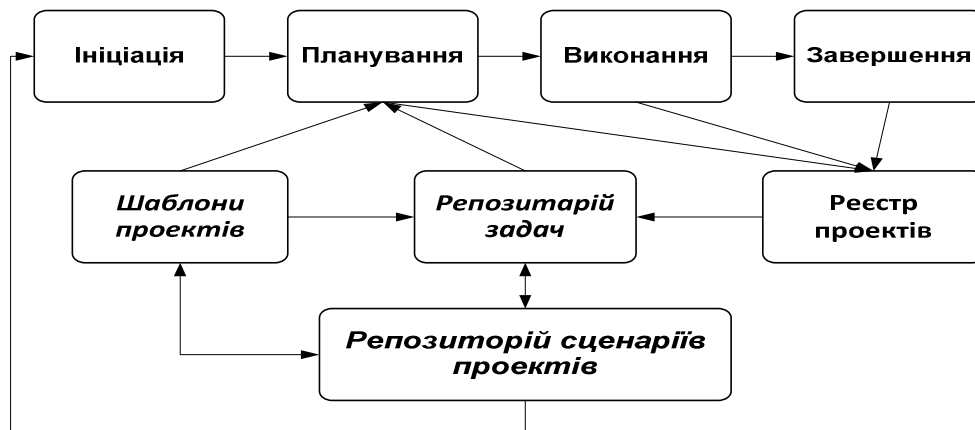 Ініціація
Планування
Виконання
Завершення
Шаблони
проектів
Репозитарій
задач
Реєстр
проектів
Репозиторій сценаріїв
проектів